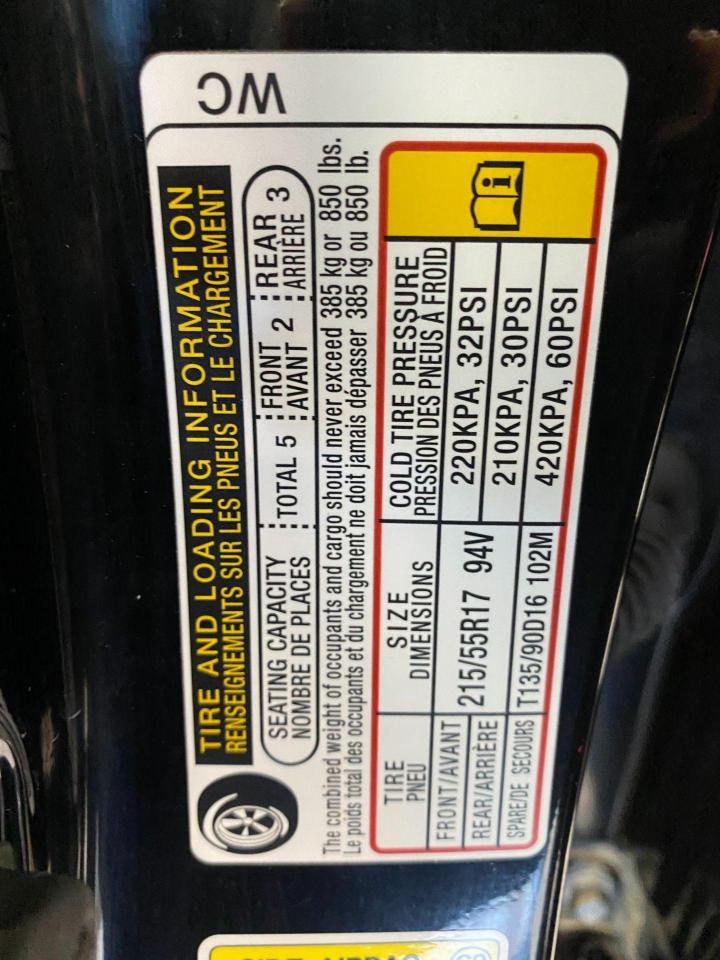 WC
TIRE AND LOADING INFORMATION
RENSEIGNEMENTS SUR LES PNEUS ET LE CHARGEMENT
SEATING CAPACITY TOTAL 5 FRONT 2 REAR 3
NOMBRE DE PLACES AVANT ARRIÈRE
The combined weight of occupants and cargo should never exceed 385 kg or 850 lbs.
Le poids total des occupants et du chargement ne doit jamais dépasser 385 kg ou 850 lb.
TIRE SIZE COLD TIRE PRESSURE
PNEU DIMENSIONS PRESSION DES PNEUS À FROID
FRONT/AVANT 215/55R17 94V 220KPA, 32PSI
REAR/ARRIÈRE 210KPA, 30PSI
SPARE/DE SECOURS T135/90D16 102M 420KPA, 60PSI